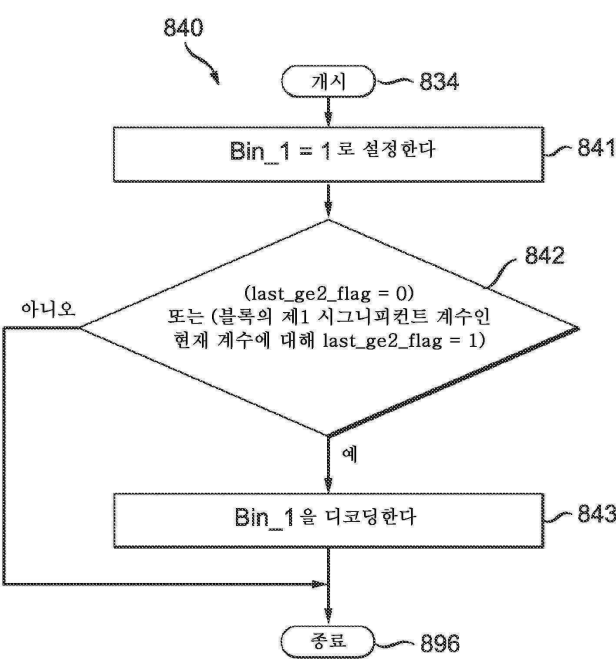 840
개시 834
Bin_1 = 1로 설정한다 841
842
(last_ge2_flag = 0)
또는 (블록의 제1 시그니피컨트 계수인
현재 계수에 대해 last_ge2_flag = 1)
아니오
예
Bin_1을 디코딩한다 843
종료 896